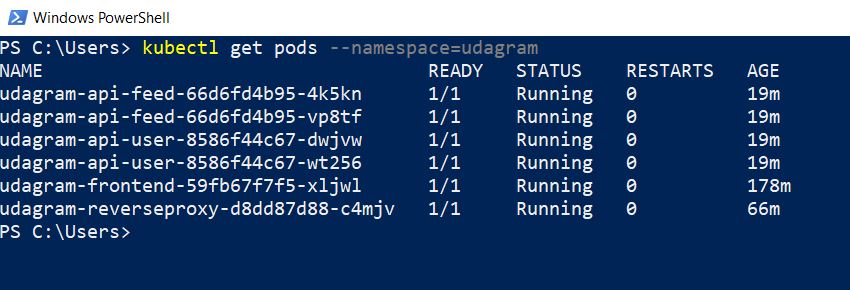 Windows PowerShell
PS C:\Users> kubectl get pods --namespace=udagram
NAME READY STATUS RESTARTS AGE
udagram-api-feed-66d6fd4b95-4k5kn 1/1 Running 0 19m
udagram-api-feed-66d6fd4b95-vp8tf 1/1 Running 0 19m
udagram-api-user-8586f44c67-dwjvw 1/1 Running 0 19m
udagram-api-user-8586f44c67-wt256 1/1 Running 0 19m
udagram-frontend-59fb67f7f5-xljwl 1/1 Running 0 178m
udagram-reverseproxy-d8dd87d88-c4mjv 1/1 Running 0 66m
PS C:\Users>